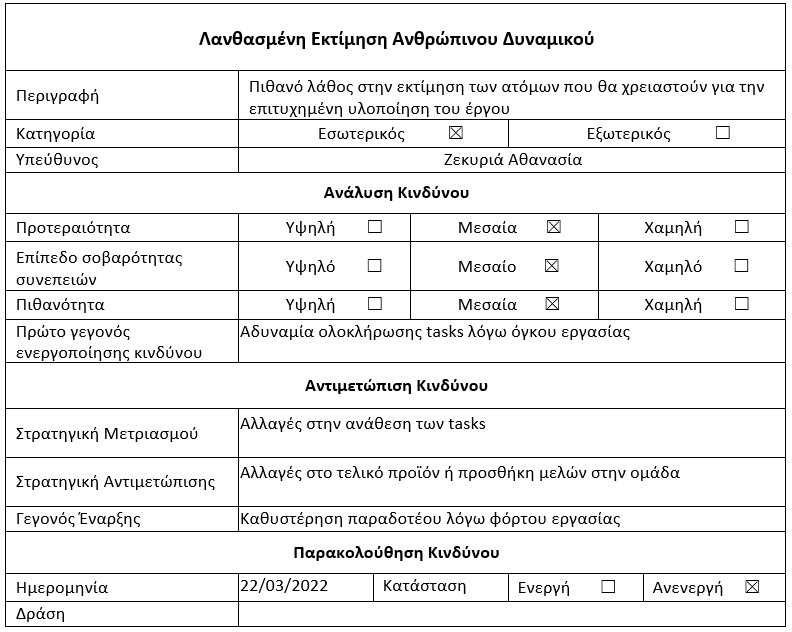 Λανθασμένη Εκτίμηση Ανθρώπινου Δυναμικού
Περιγραφή
Πιθανό λάθος στην εκτίμηση των ατόμων που θα χρειαστούν για την
επιτυχημένη υλοποίηση του έργου
Κατηγορία Εσωτερικός ☒ Εξωτερικός ☐
Υπεύθυνος Ζεκυριά Αθανασία
Ανάλυση Κινδύνου
Προτεραιότητα Υψηλή ☐ Μεσαία ☒ Χαμηλή ☐
Επίπεδο σοβαρότητας
συνεπειών
Υψηλό ☐ Μεσαίο ☒ Χαμηλό ☐
Πιθανότητα Υψηλή ☐ Μεσαία ☒ Χαμηλή ☐
Πρώτο γεγονός
ενεργοποίησης κινδύνου
Αδυναμία ολοκλήρωσης tasks λόγω όγκου εργασίας
Αντιμετώπιση Κινδύνου
Στρατηγική Μετριασμού
Αλλαγές στην ανάθεση των tasks
Στρατηγική Αντιμετώπισης
Αλλαγές στο τελικό προϊόν ή προσθήκη μελών στην ομάδα
Γεγονός Έναρξης Καθυστέρηση παραδοτέου λόγω φόρτου εργασίας
Παρακολούθηση Κινδύνου
Ημερομηνία 22/03/2022 Κατάσταση Ενεργή ☐ Ανενεργή ☒
Δράση